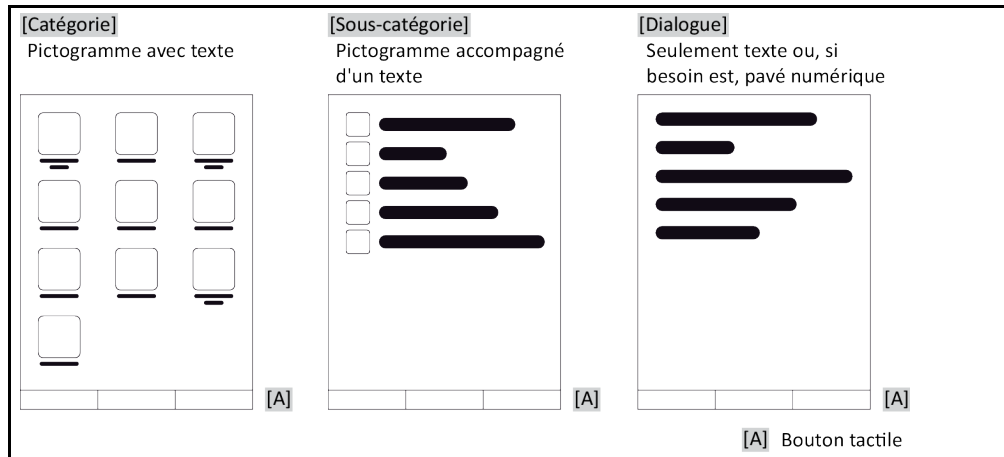 [Catégorie]
Pictogramme avec texte
[Sous-catégorie]
Pictogramme accompagné
d'un texte
[Dialogue]
Seulement texte ou, si
besoin est, pavé numérique
[A]
[A]
[A]
[A] Bouton tactile